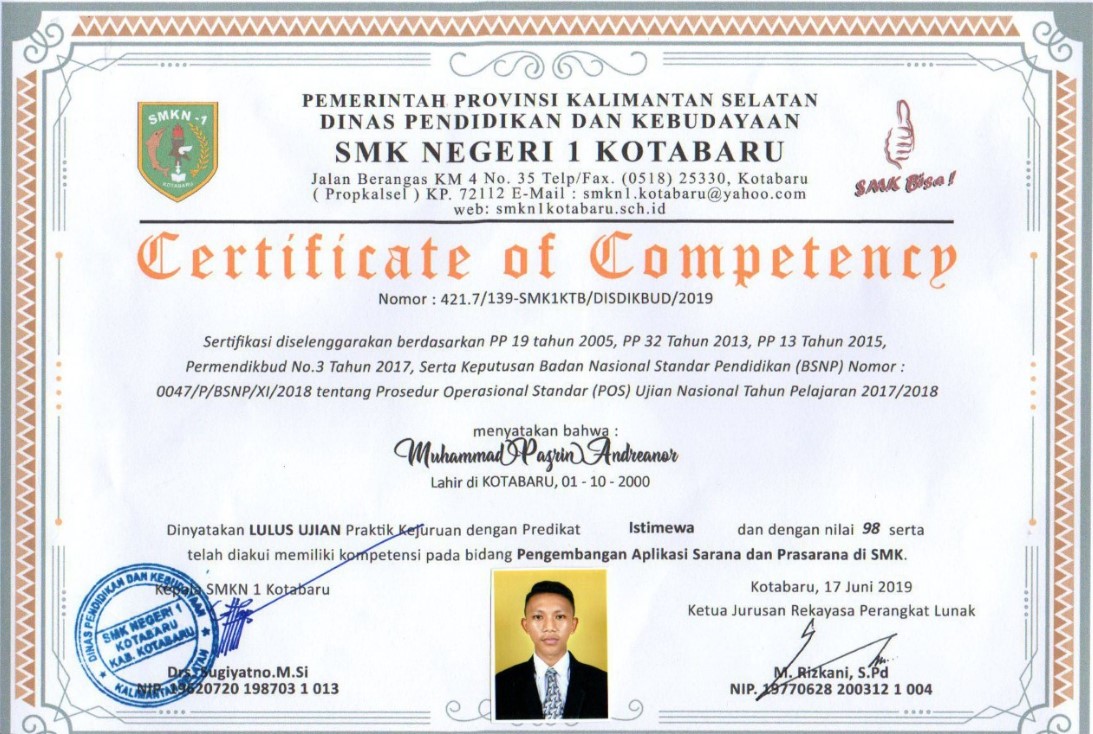 SMKN - 1
KOTABARU
PEMERINTAH PROVINSI KALIMANTAN SELATAN
DINAS PENDIDIKAN DAN KEBUDAYAAN
SMK NEGERI 1 KOTABARU
Jalan Berangas KM 4 No. 35 Telp/Fax. (0518) 25330, Kotabaru
( Propkalsel ) KP. 72112 E-Mail : smkn1.kotabaru@yahoo.com
web: smkn1kotabaru.sch.id
SMK Bisa!
Certificate of Competency
Nomor : 421.7/139-SMK1KTB/DISDIKBUD/2019
Sertifikasi diselenggarakan berdasarkan PP 19 tahun 2005, PP 32 Tahun 2013, PP 13 Tahun 2015,
Permendikbud No.3 Tahun 2017, Serta Keputusan Badan Nasional Standar Pendidikan (BSNP) Nomor :
0047/P/BSNP/XI/2018 tentang Prosedur Operasional Standar (POS) Ujian Nasional Tahun Pelajaran 2017/2018
menyatakan bahwa :
Muhammad Pazrin Andreanor
Lahir di KOTABARU, 01 - 10 - 2000
Dinyatakan LULUS UJIAN Praktik Kejuruan dengan Predikat Istimewa dan dengan nilai 98 serta
telah diakui memiliki kompetensi pada bidang Pengembangan Aplikasi Sarana dan Prasarana di SMK.
Kepala SMKN 1 Kotabaru
DINAS PENDIDIKAN DAN KEBUDAYAAN
SMK NEGERI 1
KOTABARU
KAB. KOTABARU
KALIMANTAN SELATAN
Drs. Sugiyatno.M.Si
NIP. 19620720 198703 1 013
Kotabaru, 17 Juni 2019
Ketua Jurusan Rekayasa Perangkat Lunak
M. Rizkani, S.Pd
NIP. 19770628 200312 1 004